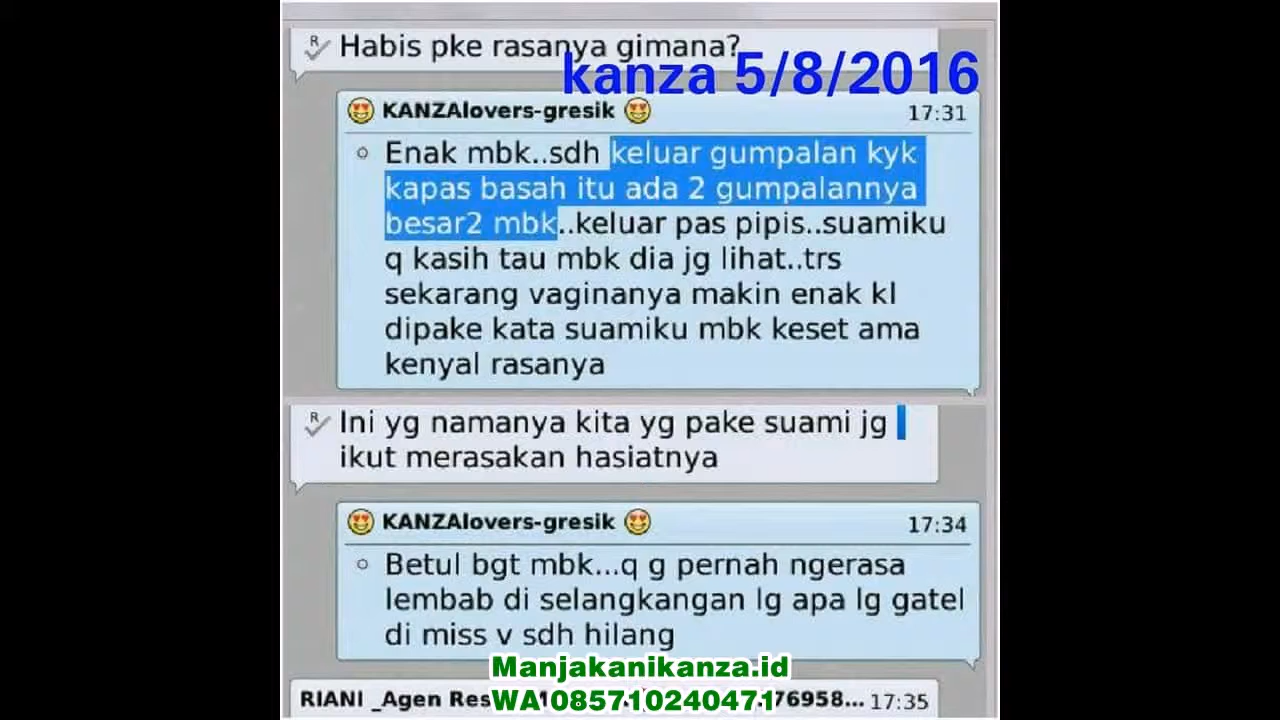 Habis pke rasanya gimana?
kanza 5/8/2016
KANZAlovers-gresik
17:31
Enak mbk..sdh keluar gumpalan kyk
kapas basah itu ada 2 gumpalannya
besar2 mbk..keluar pas pipis..suamiku
q kasih tau mbk dia jg lihat..trs
sekarang vaginanya makin enak kl
dipake kata suamiku mbk keset ama
kenyal rasanya
Ini yg namanya kita yg pake suami jg
ikut merasakan hasiatnya
KANZAlovers-gresik
17:34
Betul bgt mbk...q g pernah ngerasa
lembab di selangkangan lg apa lg gatel
di miss v sdh hilang
Manjakanikanza.id
RIANI _Agen Res
76958... 17:35
WA 085710240471